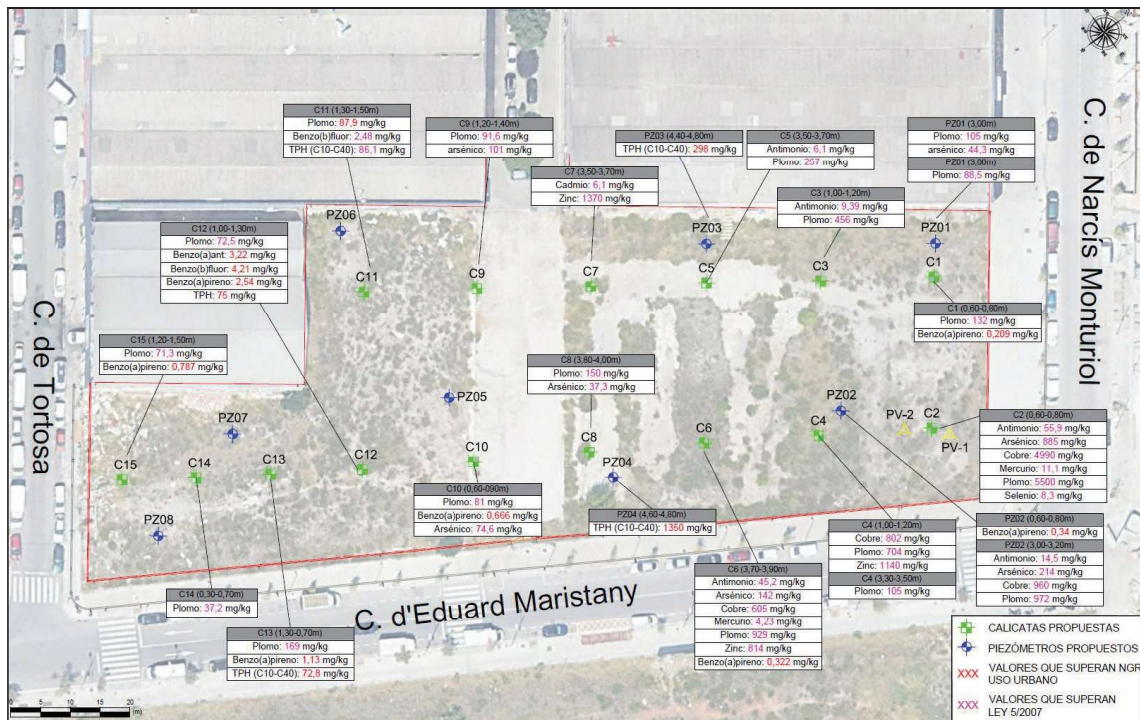 C11 (1,30-1,50m)
Plomo: 87,9 mg/kg
Benzo(b)fluor: 2,48 mg/kg
TPH (C10-C40): 86,1 mg/kg
C9 (1,20-1,40m)
Plomo: 91,6 mg/kg
arsénico: 101 mg/kg
PZ03 (4,40-4,80m)
TPH (C10-C40): 298 mg/kg
C5 (3,50-3,70m)
Antimonio: 6,1 mg/kg
Plomo: 257 mg/kg
PZ01 (3,00m)
Plomo: 105 mg/kg
arsénico: 44,3 mg/kg
PZ01 (3,00m)
Plomo: 88,5 mg/kg
C7 (3,50-3,70m)
Cadmio: 6,1 mg/kg
Zinc: 1370 mg/kg
C3 (1,00-1,20m)
Antimonio: 9,39 mg/kg
Plomo: 456 mg/kg
C12 (1,00-1,30m)
Plomo: 72,5 mg/kg
Benzo(a)ant: 3,22 mg/kg
Benzo(b)fluor: 4,21 mg/kg
Benzo(a)pireno: 2,54 mg/kg
TPH: 75 mg/kg
PZ06
PZ03
PZ01
C11
C9
C7
C5
C3
C1
C. de Tortosa
C. de Narcís Monturiol
C1 (0,60-0,80m)
Plomo: 132 mg/kg
Benzo(a)pireno: 0,209 mg/kg
C15 (1,20-1,50m)
Plomo: 71,3 mg/kg
Benzo(a)pireno: 0,787 mg/kg
C8 (3,80-4,00m)
Plomo: 150 mg/kg
Arsénico: 37,3 mg/kg
PZ05
PZ02
PZ07
PV-2
C2
PV-1
C15
C14
C13
C12
C10
C8
C6
C4
PZ04
PZ08
C2 (0,60-0,80m)
Antimonio: 55,9 mg/kg
Arsénico: 885 mg/kg
Cobre: 4990 mg/kg
Mercurio: 11,1 mg/kg
Plomo: 5500 mg/kg
Selenio: 8,3 mg/kg
C10 (0,60-090m)
Plomo: 81 mg/kg
Benzo(a)pireno: 0,666 mg/kg
Arsénico: 74,6 mg/kg
PZ04 (4,60-4,80m)
TPH (C10-C40): 1350 mg/kg
PZ02 (0,60-0,80m)
Benzo(a)pireno: 0,34 mg/kg
PZ02 (3,00-3,20m)
Antimonio: 14,5 mg/kg
Arsénico: 214 mg/kg
Cobre: 960 mg/kg
Plomo: 972 mg/kg
C4 (1,00-1,20m)
Cobre: 802 mg/kg
Plomo: 704 mg/kg
Zinc: 1140 mg/kg
C4 (3,30-3,50m)
Plomo: 105 mg/kg
C6 (3,70-3,90m)
Antimonio: 45,2 mg/kg
Arsénico: 142 mg/kg
Cobre: 605 mg/kg
Mercuno: 4,23 mg/kg
Plomo: 929 mg/kg
Zinc: 814 mg/kg
Benzo(a)pireno: 0,322 mg/kg
C14 (0,30-0,70m)
Plomo: 37,2 mg/kg
C. d'Eduard Maristany
C13 (1,30-0,70m)
Plomo: 169 mg/kg
Benzo(a)pireno: 1,13 mg/kg
TPH (C10-C40): 72,8 mg/kg
CALICATAS PROPUESTAS
PIEZÓMETROS PROPUESTOS
XXX VALORES QUE SUPERAN NGR
USO URBANO
XXX VALORES QUE SUPERAN
LEY 5/2007
0 5 10 15 20
(m)